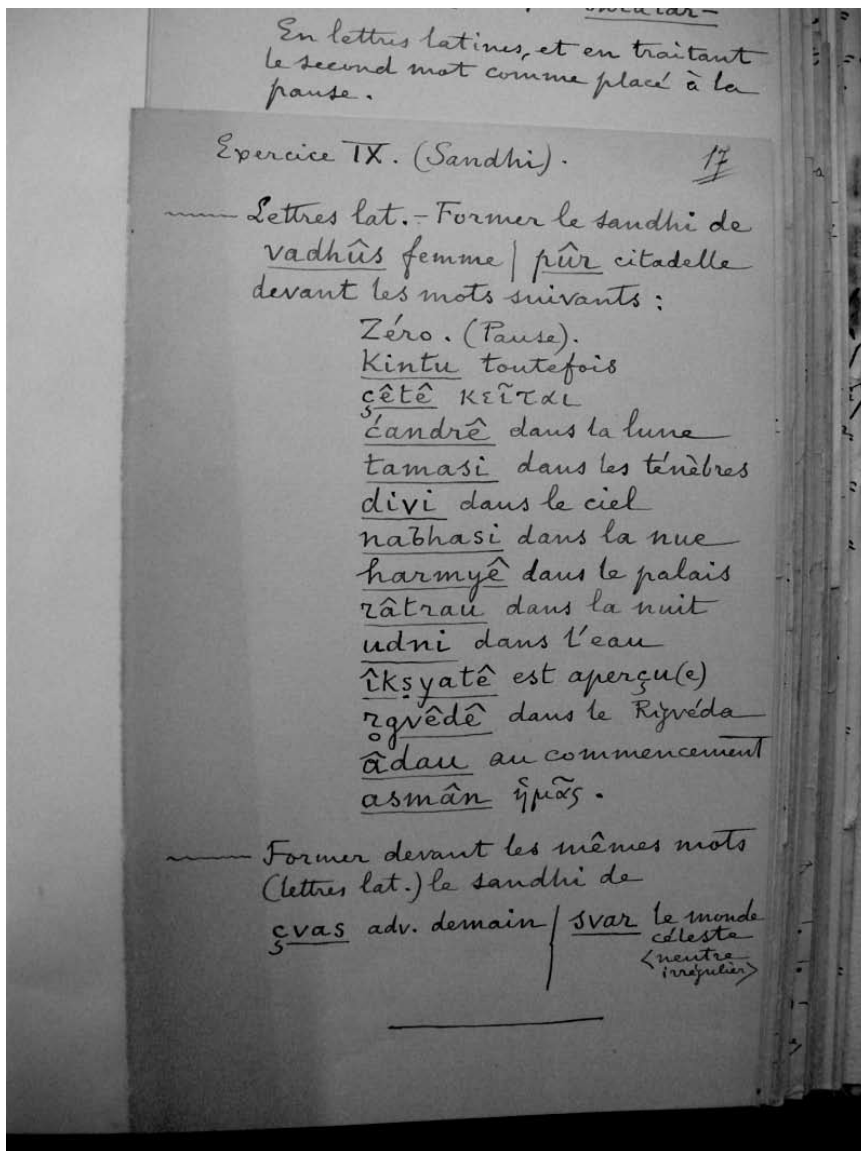 En lettres latines, et en traitant
le second mot comme placé à la
pause.
Exercice IX. (Sandhi). 17
Lettres lat. – Former le sandhi de
vadhûs femme | pûr citadelle
devant les mots suivants :
Zéro. (Pause).
Kintu toutefois
çêtê κεῖται
ćandrê dans la lune
tamasi dans les ténèbres
divi dans le ciel
nabhasi dans la nue
harmyê dans le palais
râtrau dans la nuit
udni dans l'eau
îkṣyatê est aperçu(e)
r̥gvêdê dans le Rigvéda
âdau au commencement
asmân ἡμᾶς.
Former devant les mêmes mots
(lettres lat.) le sandhi de
çvas adv. demain | svar le monde
céleste
<neutre
irrégulier>